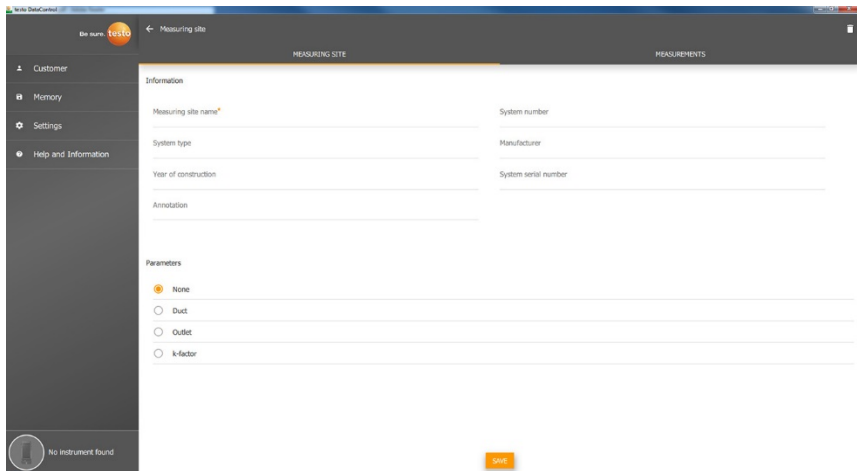 testo DataControl
Be sure. testo
Measuring site
MEASURING SITE
MEASUREMENTS
Customer
Memory
Settings
Help and Information
Information
Measuring site name*
System number
System type
Manufacturer
Year of construction
System serial number
Annotation
Parameters
None
Duct
Outlet
k-factor
No instrument found
SAVE